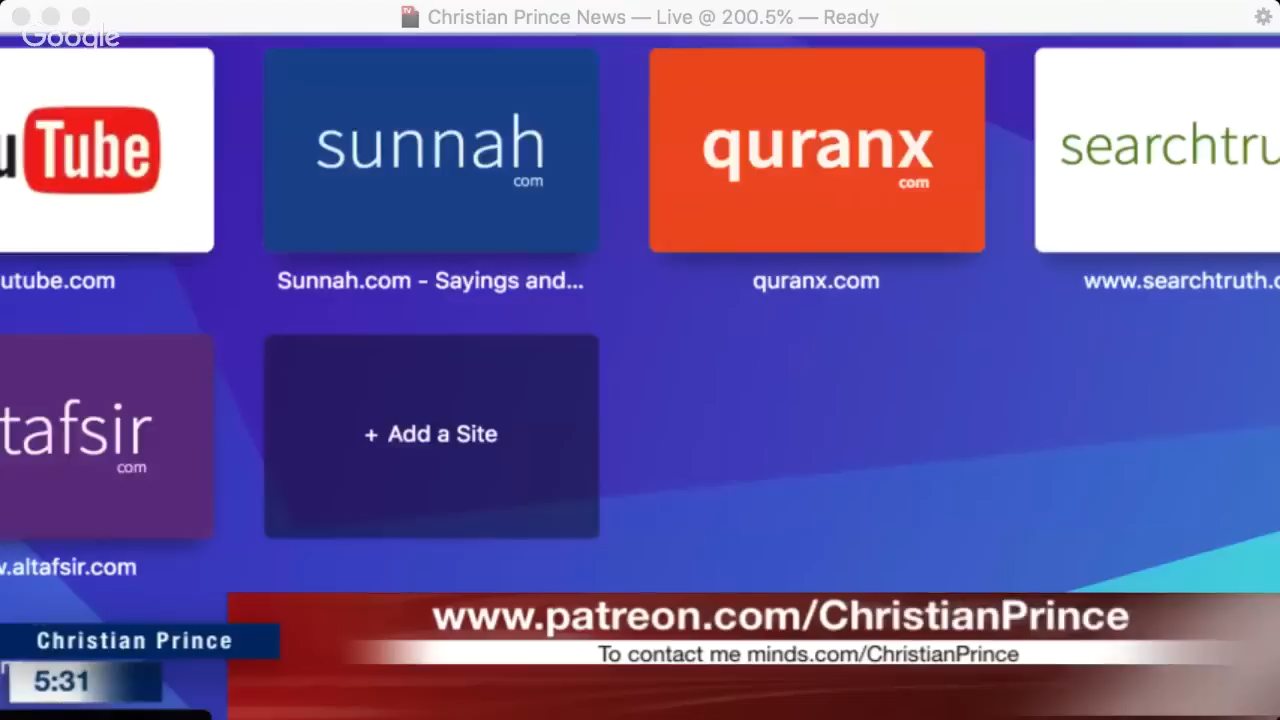 Christian Prince News — Live @ 200.5% — Ready
Google
uTube
sunnah
com
quranx
com
searchtru
utube.com
Sunnah.com - Sayings and...
quranx.com
www.searchtruth.c
tafsir
com
+ Add a Site
w.altafsir.com
www.patreon.com/ChristianPrince
To contact me minds.com/ChristianPrince
Christian Prince
5:31